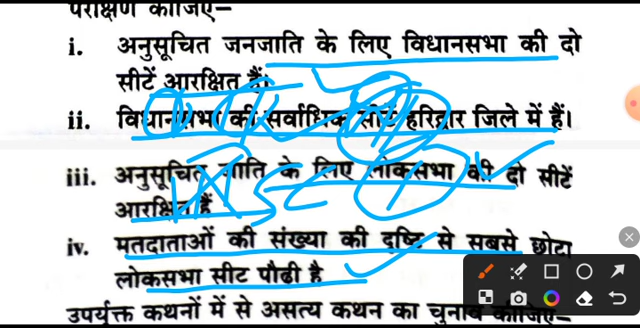 परीक्षण कीजिए–
i. अनुसूचित जनजाति के लिए विधानसभा की दो
सीटें आरक्षित हैं।
ii. विधानसभा की सर्वाधिक सीटें हरिद्वार जिले में हैं।
iii. अनुसूचित जाति के लिए लोकसभा की दो सीटें
आरक्षित हैं
iv. मतदाताओं की संख्या की दृष्टि से सबसे छोटा
लोकसभा सीट पौढी है
उपर्युक्त कथनों में से असत्य कथन का चुनाव कीजिए–